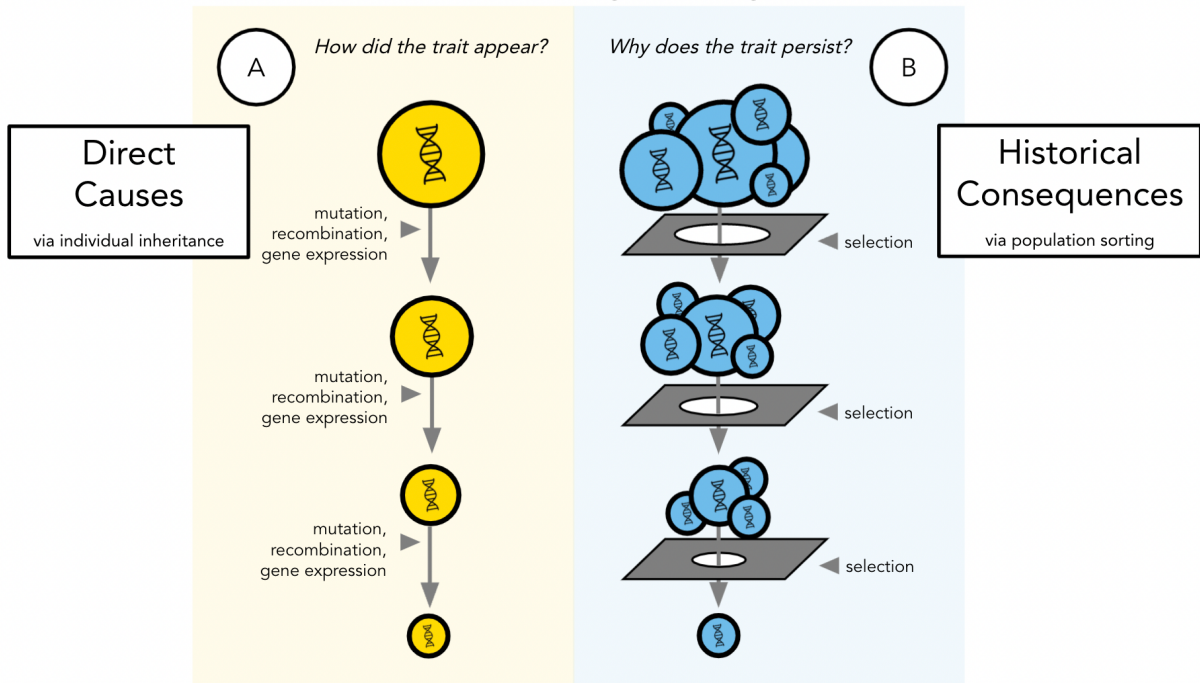 A
How did the trait appear?
Why does the trait persist?
B
Direct
Causes
via individual inheritance
Historical
Consequences
via population sorting
mutation,
recombination,
gene expression
selection
mutation,
recombination,
gene expression
selection
mutation,
recombination,
gene expression
selection